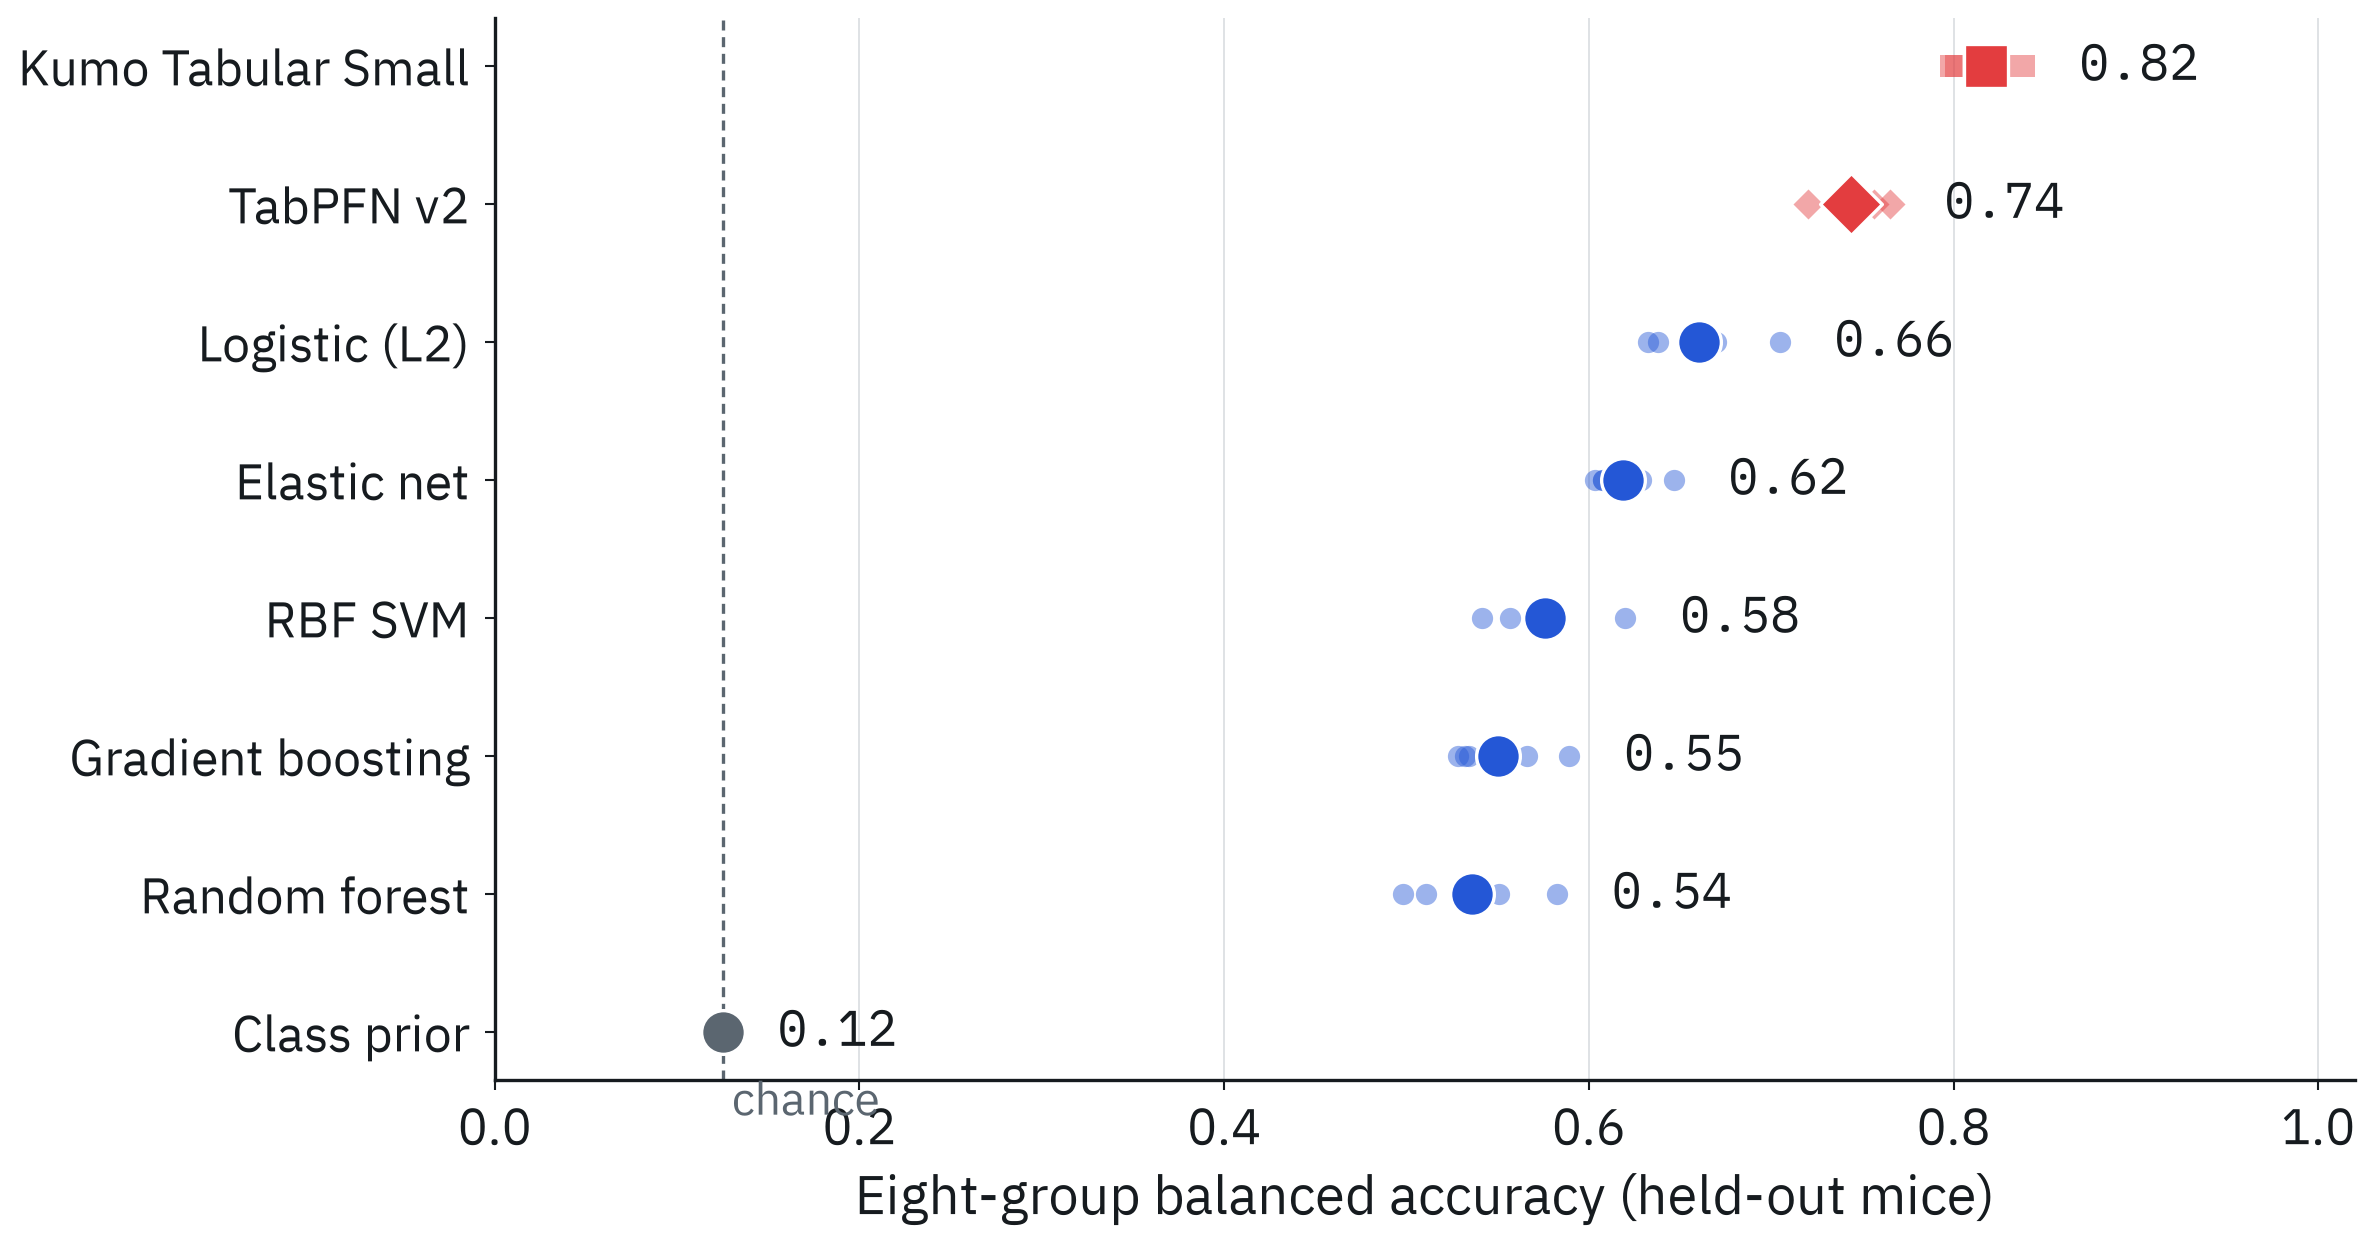 Kumo Tabular Small 0.82
TabPFN v2 0.74
Logistic (L2) 0.66
Elastic net 0.62
RBF SVM 0.58
Gradient boosting 0.55
Random forest 0.54
Class prior 0.12
chance
0.0 0.2 0.4 0.6 0.8 1.0
Eight-group balanced accuracy (held-out mice)